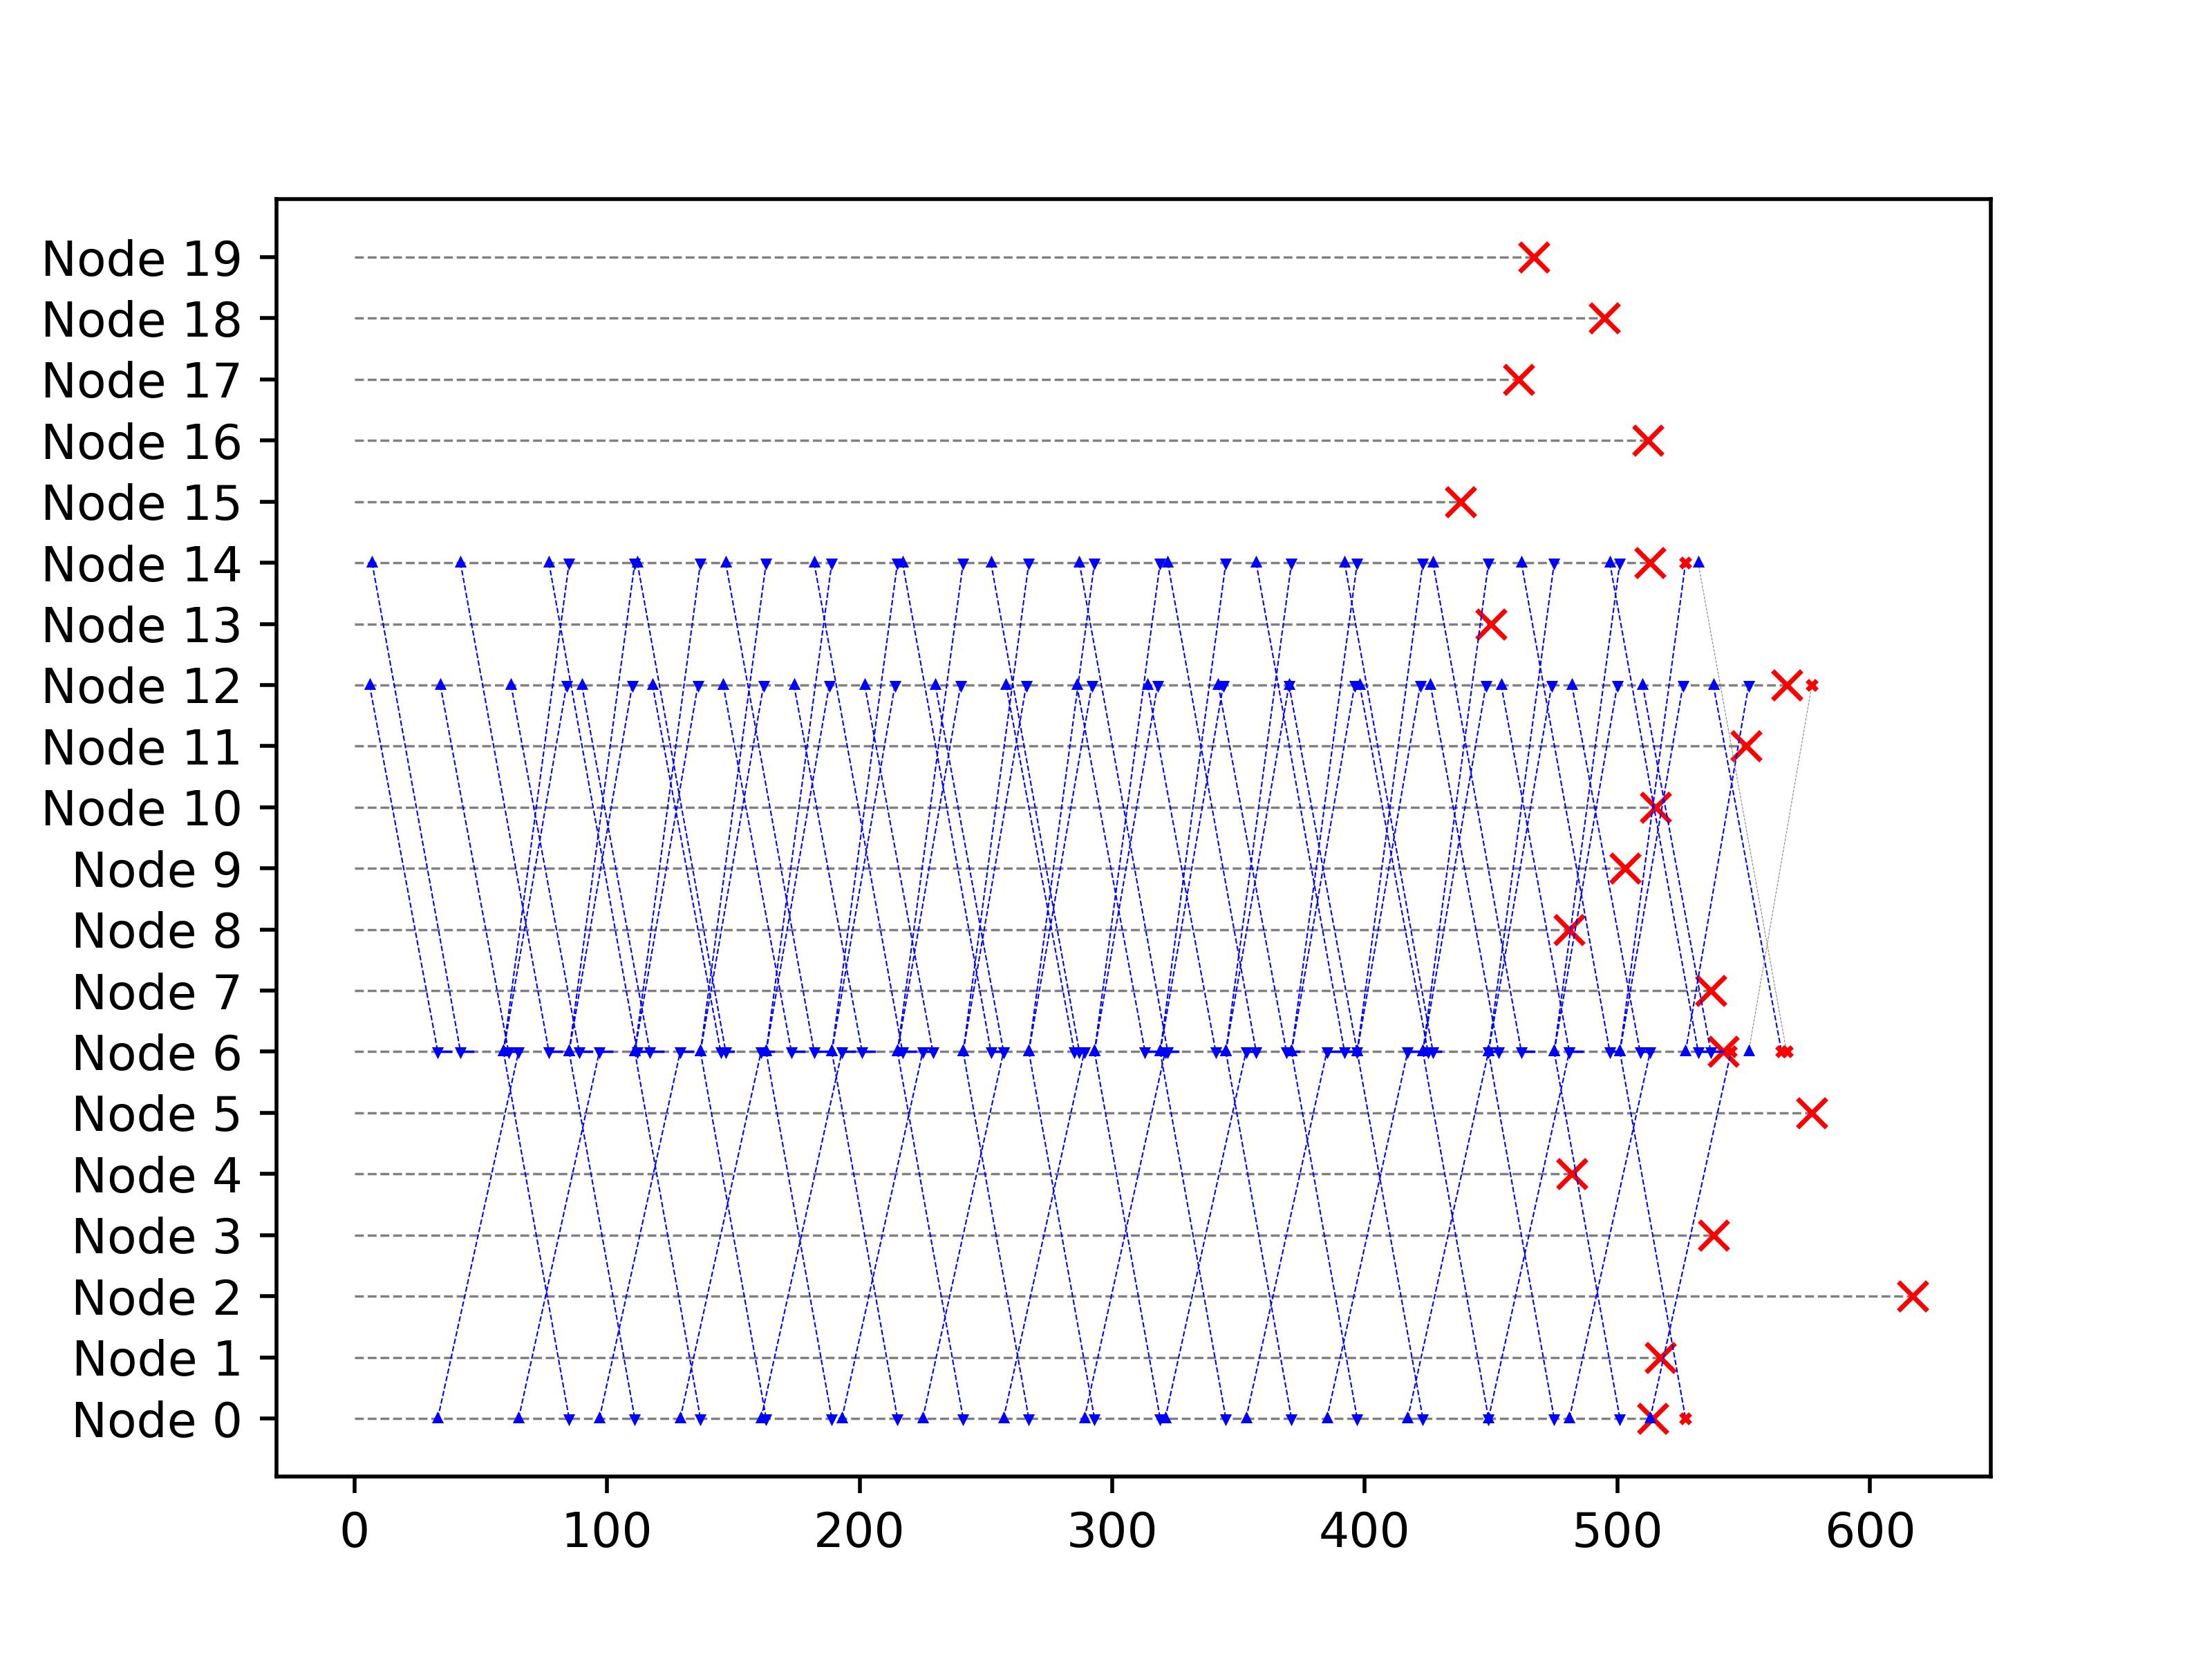 Node 19
Node 18
Node 17
Node 16
Node 15
Node 14
Node 13
Node 12
Node 11
Node 10
Node 9
Node 8
Node 7
Node 6
Node 5
Node 4
Node 3
Node 2
Node 1
Node 0
0 100 200 300 400 500 600